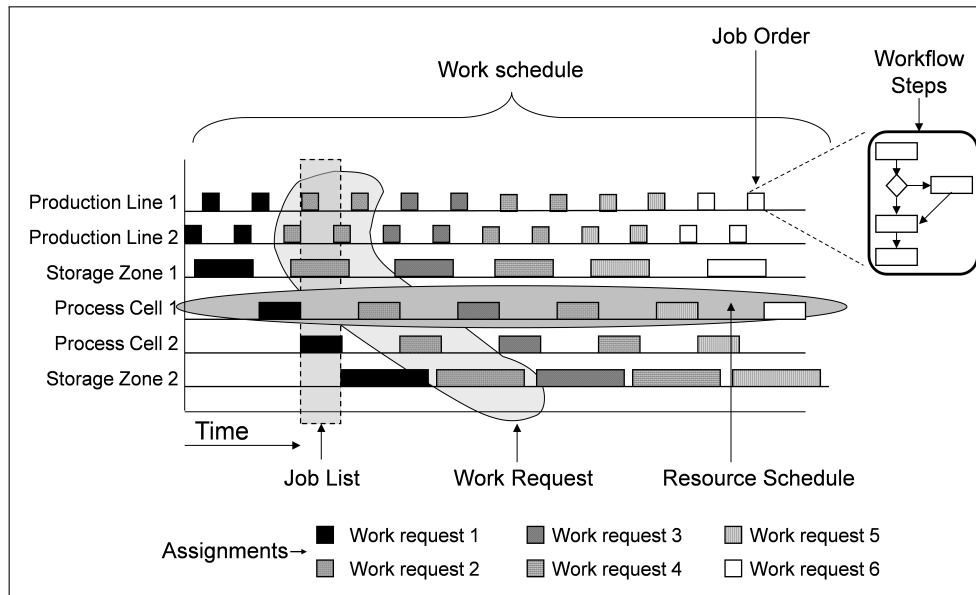 Job Order
Work schedule
Workflow
Steps
Production Line 1
Production Line 2
Storage Zone 1
Process Cell 1
Process Cell 2
Storage Zone 2
Time
Job List
Work Request
Resource Schedule
Assignments
Work request 1
Work request 3
Work request 5
Work request 2
Work request 4
Work request 6